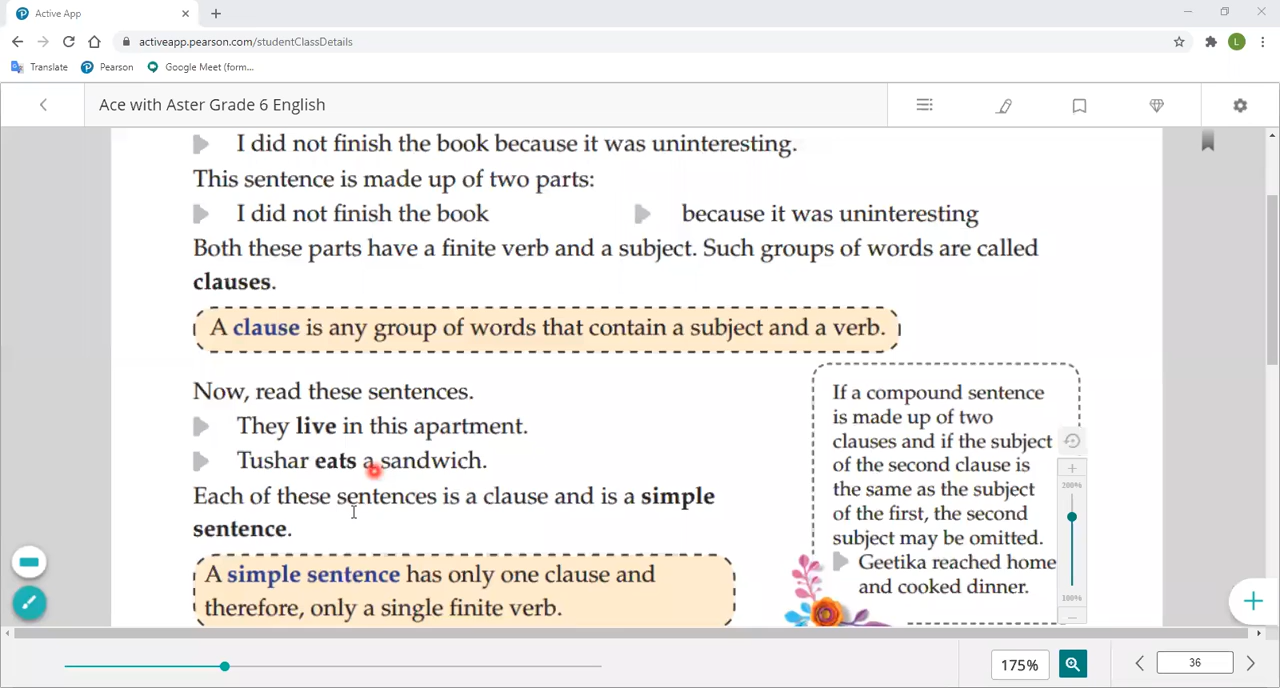 Active App
activeapp.pearson.com/studentClassDetails
L
Translate
Pearson
Google Meet (form...
Ace with Aster Grade 6 English
I did not finish the book because it was uninteresting.
This sentence is made up of two parts:
I did not finish the book
because it was uninteresting
Both these parts have a finite verb and a subject. Such groups of words are called
clauses.
A clause is any group of words that contain a subject and a verb.
Now, read these sentences.
They live in this apartment.
Tushar eats a sandwich.
Each of these sentences is a clause and is a simple
sentence.
A simple sentence has only one clause and
therefore, only a single finite verb.
If a compound sentence
is made up of two
clauses and if the subject
of the second clause is
the same as the subject
of the first, the second
subject may be omitted.
Geetika reached home
and cooked dinner.
200%
100%
175%
36